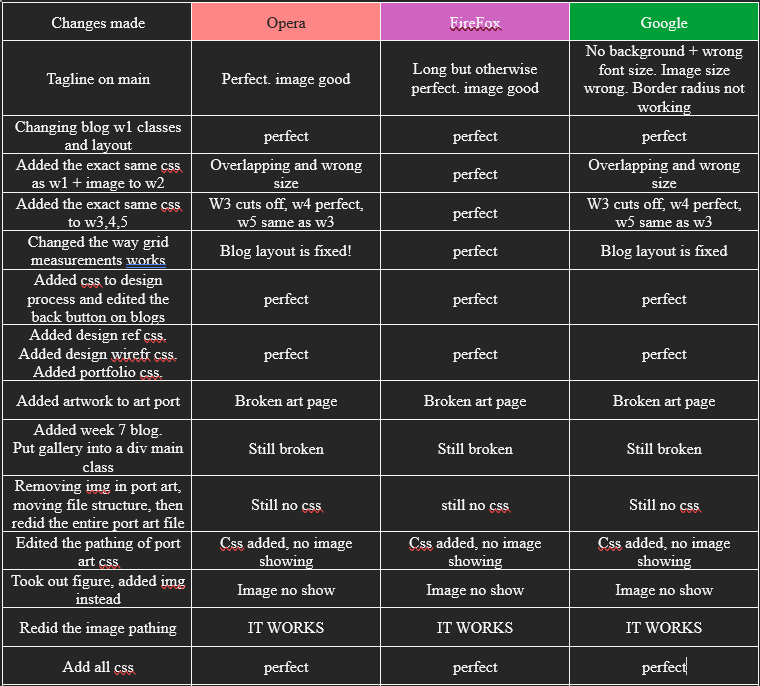 Changes made
Opera
FireFox
Google
Tagline on main
Perfect. image good
Long but otherwise
perfect. image good
No background + wrong
font size. Image size
wrong. Border radius not
working
Changing blog w1 classes
and layout
perfect
perfect
perfect
Added the exact same css
as w1 + image to w2
Overlapping and wrong
size
perfect
Overlapping and wrong
size
Added the exact same css
to w3,4,5
W3 cuts off, w4 perfect,
w5 same as w3
perfect
W3 cuts off, w4 perfect,
w5 same as w3
Changed the way grid
measurements works
Blog layout is fixed!
perfect
Blog layout is fixed
Added css to design
process and edited the
back button on blogs
perfect
perfect
perfect
Added design ref css.
Added design wirefr css.
Added portfolio css.
perfect
perfect
perfect
Added artwork to art port
Broken art page
Broken art page
Broken art page
Added week 7 blog.
Put gallery into a div main
class
Still broken
Still broken
Still broken
Removing img in port art,
moving file structure, then
redid the entire port art file
Still no css
still no css
Still no css
Edited the pathing of port
art css
Css added, no image
showing
Css added, no image
showing
Css added, no image
showing
Took out figure, added img
instead
Image no show
Image no show
Image no show
Redid the image pathing
IT WORKS
IT WORKS
IT WORKS
Add all css
perfect
perfect
perfect